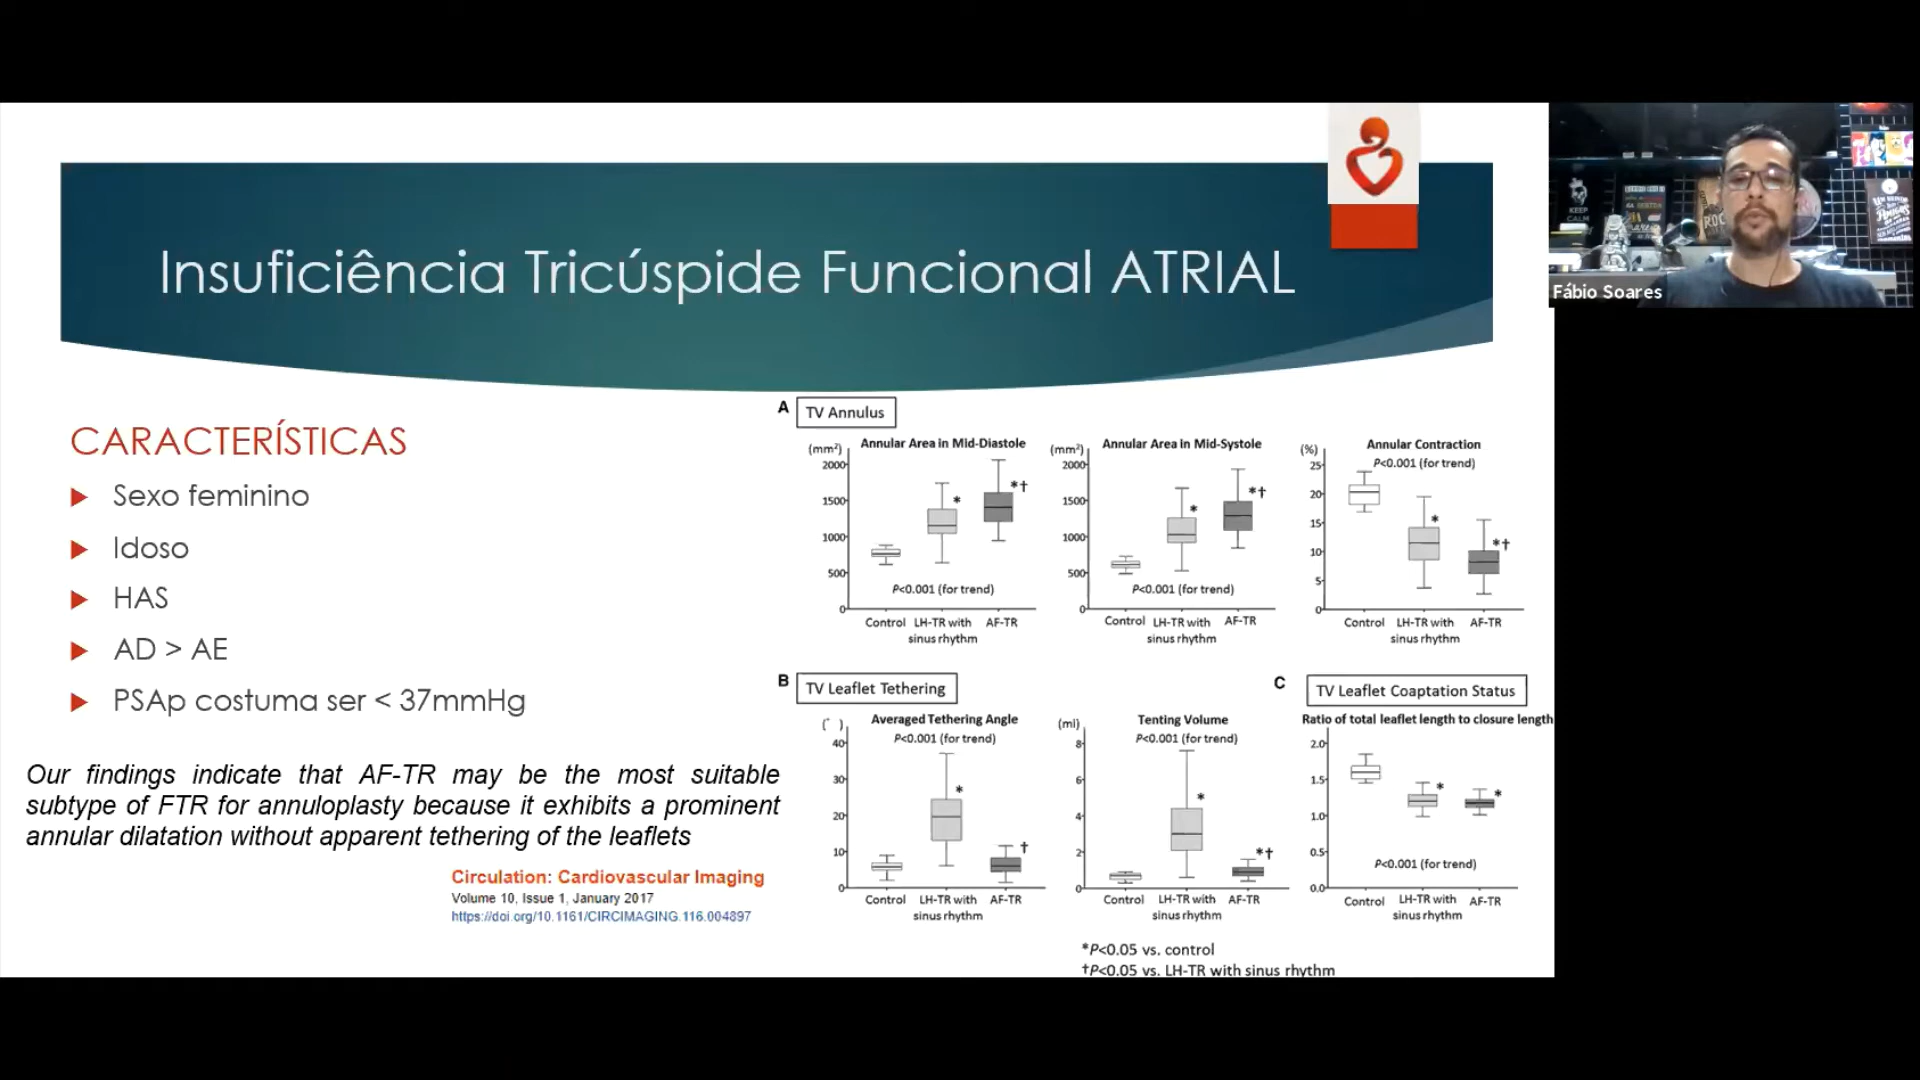 Insuficiência Tricúspide Funcional ATRIAL
CARACTERÍSTICAS
Sexo feminino
Idoso
HAS
AD > AE
PSAp costuma ser < 37mmHg
Our findings indicate that AF-TR may be the most suitable
subtype of FTR for annuloplasty because it exhibits a prominent
annular dilatation without apparent tethering of the leaflets
Circulation: Cardiovascular Imaging
Volume 10, Issue 1, January 2017
https://doi.org/10.1161/CIRCIMAGING.116.004897
A
TV Annulus
Annular Area in Mid-Diastole
(mm²)
2000
1500
1000
500
0
*
*†
P<0.001 (for trend)
Control
LH-TR with
sinus rhythm
AF-TR
Annular Area in Mid-Systole
(mm²)
2000
1500
1000
500
0
*
*†
P<0.001 (for trend)
Control
LH-TR with
sinus rhythm
AF-TR
Annular Contraction
(%)
P<0.001 (for trend)
25
20
15
10
5
0
*
*†
Control
LH-TR with
sinus rhythm
AF-TR
B
TV Leaflet Tethering
Averaged Tethering Angle
(°)
P<0.001 (for trend)
40
30
20
10
0
*
†
Control
LH-TR with
sinus rhythm
AF-TR
Tenting Volume
(ml)
P<0.001 (for trend)
8
6
4
2
0
*
*†
Control
LH-TR with
sinus rhythm
AF-TR
C
TV Leaflet Coaptation Status
Ratio of total leaflet length to closure length
2.0
1.5
1.0
0.5
0.0
*
*
P<0.001 (for trend)
Control
LH-TR with
sinus rhythm
AF-TR
*P<0.05 vs. control
†P<0.05 vs. LH-TR with sinus rhythm
KEEP
CALM
Fábio Soares